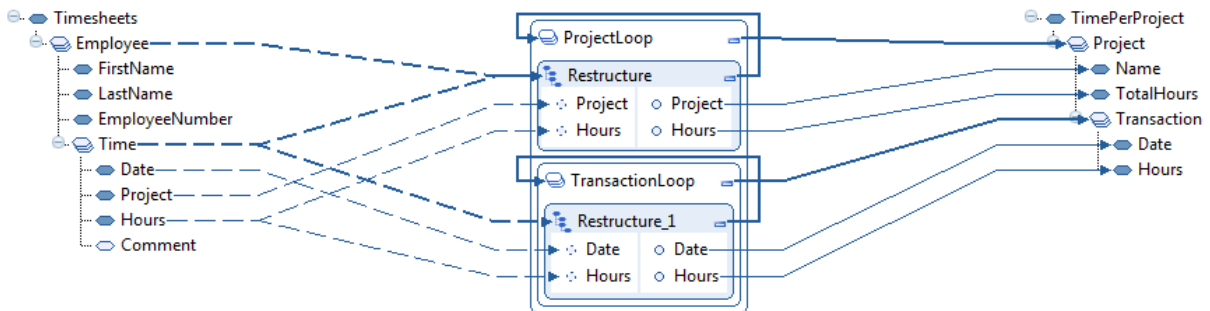 Timesheets
Employee
FirstName
LastName
EmployeeNumber
Time
Date
Project
Hours
Comment
ProjectLoop
Restructure
Project Project
Hours Hours
TransactionLoop
Restructure_1
Date Date
Hours Hours
TimePerProject
Project
Name
TotalHours
Transaction
Date
Hours